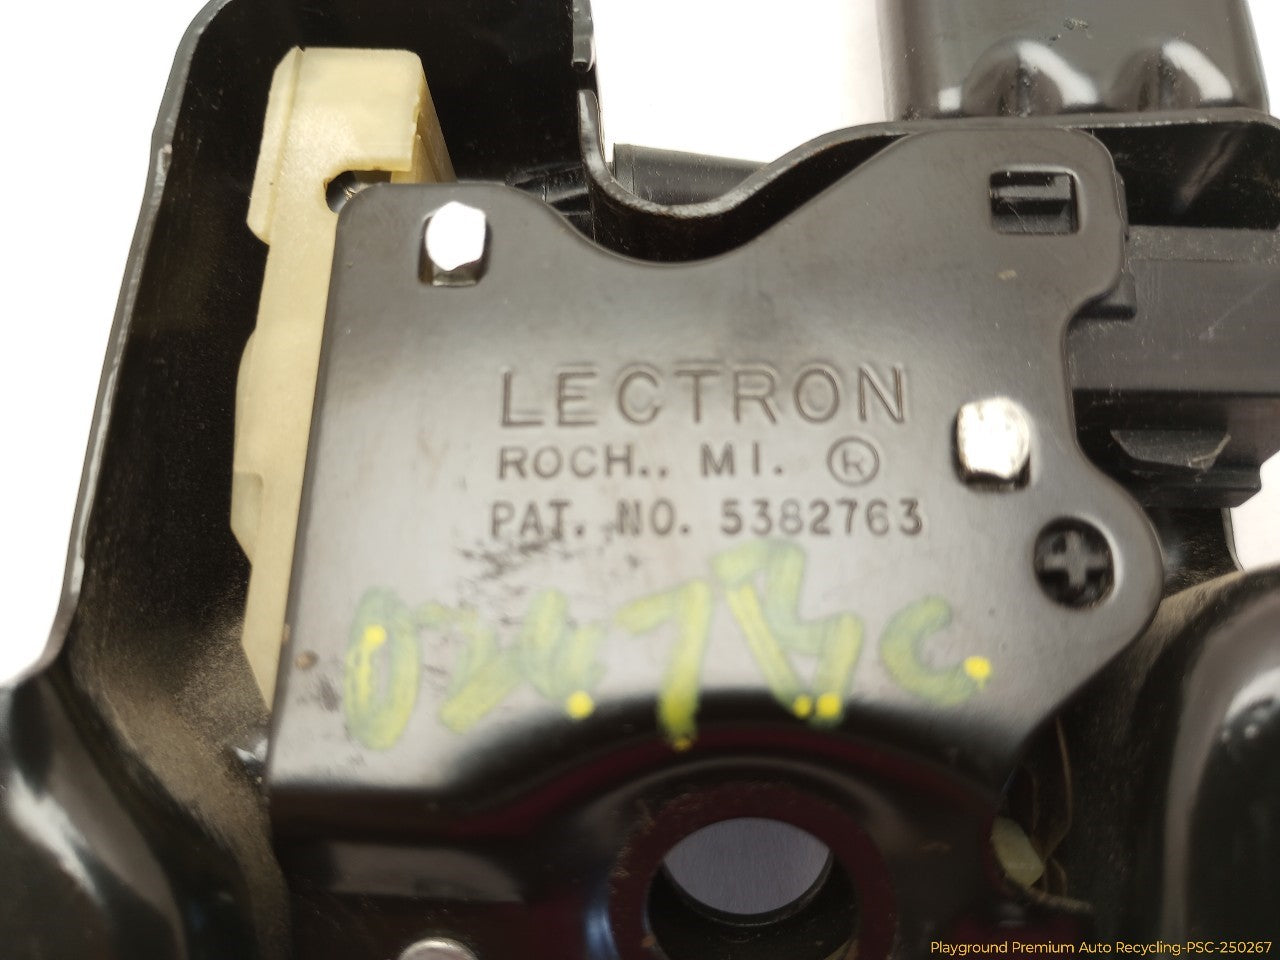 LECTRON
ROCH., MI. ®
PAT. NO. 5382763
Playground Premium Auto Recycling-PSC-250267